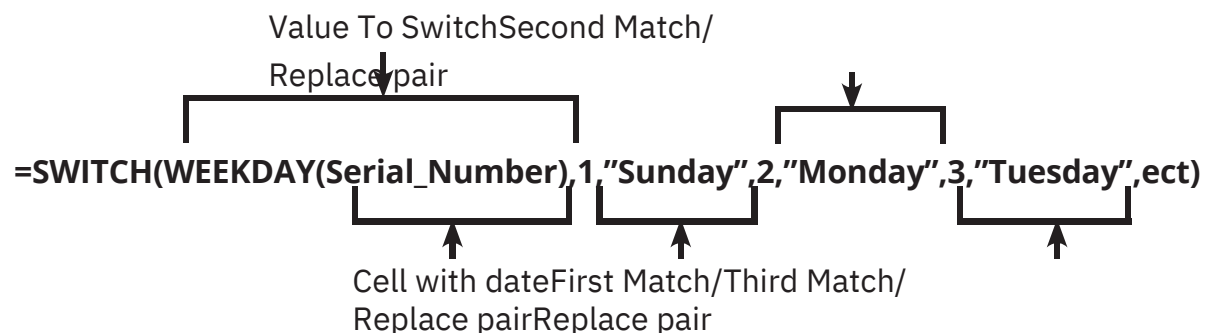 Value To SwitchSecond Match/
Replace pair
=SWITCH(WEEKDAY(Serial_Number),1,”Sunday”,2,”Monday”,3,”Tuesday”,ect)
Cell with dateFirst Match/Third Match/
Replace pairReplace pair